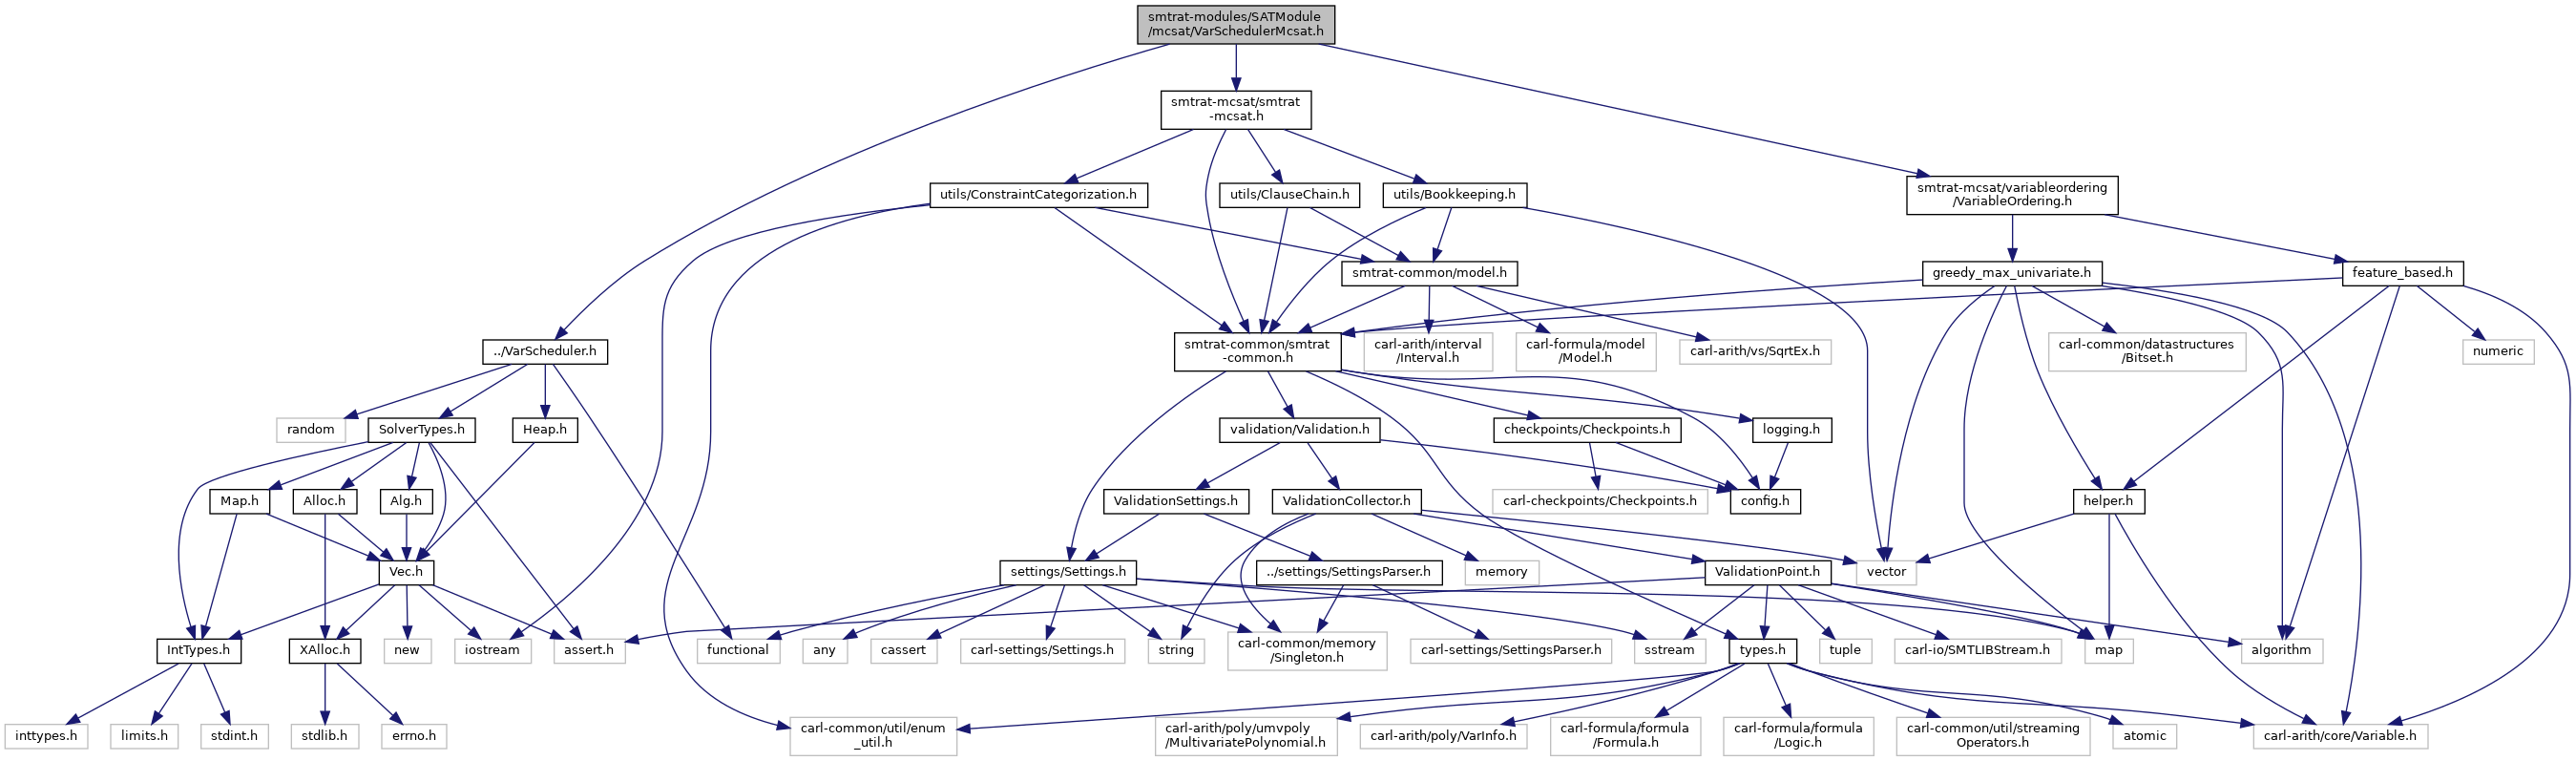 smtrat-modules/SATModule
/mcsat/VarSchedulerMcsat.h
smtrat-mcsat/smtrat
-mcsat.h
utils/ConstraintCategorization.h
utils/ClauseChain.h
utils/Bookkeeping.h
smtrat-mcsat/variableordering
/VariableOrdering.h
smtrat-common/model.h
greedy_max_univariate.h
feature_based.h
../VarScheduler.h
smtrat-common/smtrat
-common.h
carl-arith/interval
/Interval.h
carl-formula/model
/Model.h
carl-arith/vs/SqrtEx.h
carl-common/datastructures
/Bitset.h
numeric
random
SolverTypes.h
Heap.h
validation/Validation.h
checkpoints/Checkpoints.h
logging.h
Map.h
Alloc.h
Alg.h
ValidationSettings.h
ValidationCollector.h
carl-checkpoints/Checkpoints.h
config.h
helper.h
Vec.h
settings/Settings.h
../settings/SettingsParser.h
memory
ValidationPoint.h
vector
IntTypes.h
XAlloc.h
new
iostream
assert.h
functional
any
cassert
carl-settings/Settings.h
string
carl-common/memory
/Singleton.h
carl-settings/SettingsParser.h
sstream
types.h
tuple
carl-io/SMTLIBStream.h
map
algorithm
inttypes.h
limits.h
stdint.h
stdlib.h
errno.h
carl-common/util/enum
_util.h
carl-arith/poly/umvpoly
/MultivariatePolynomial.h
carl-arith/poly/VarInfo.h
carl-formula/formula
/Formula.h
carl-formula/formula
/Logic.h
carl-common/util/streaming
Operators.h
atomic
carl-arith/core/Variable.h